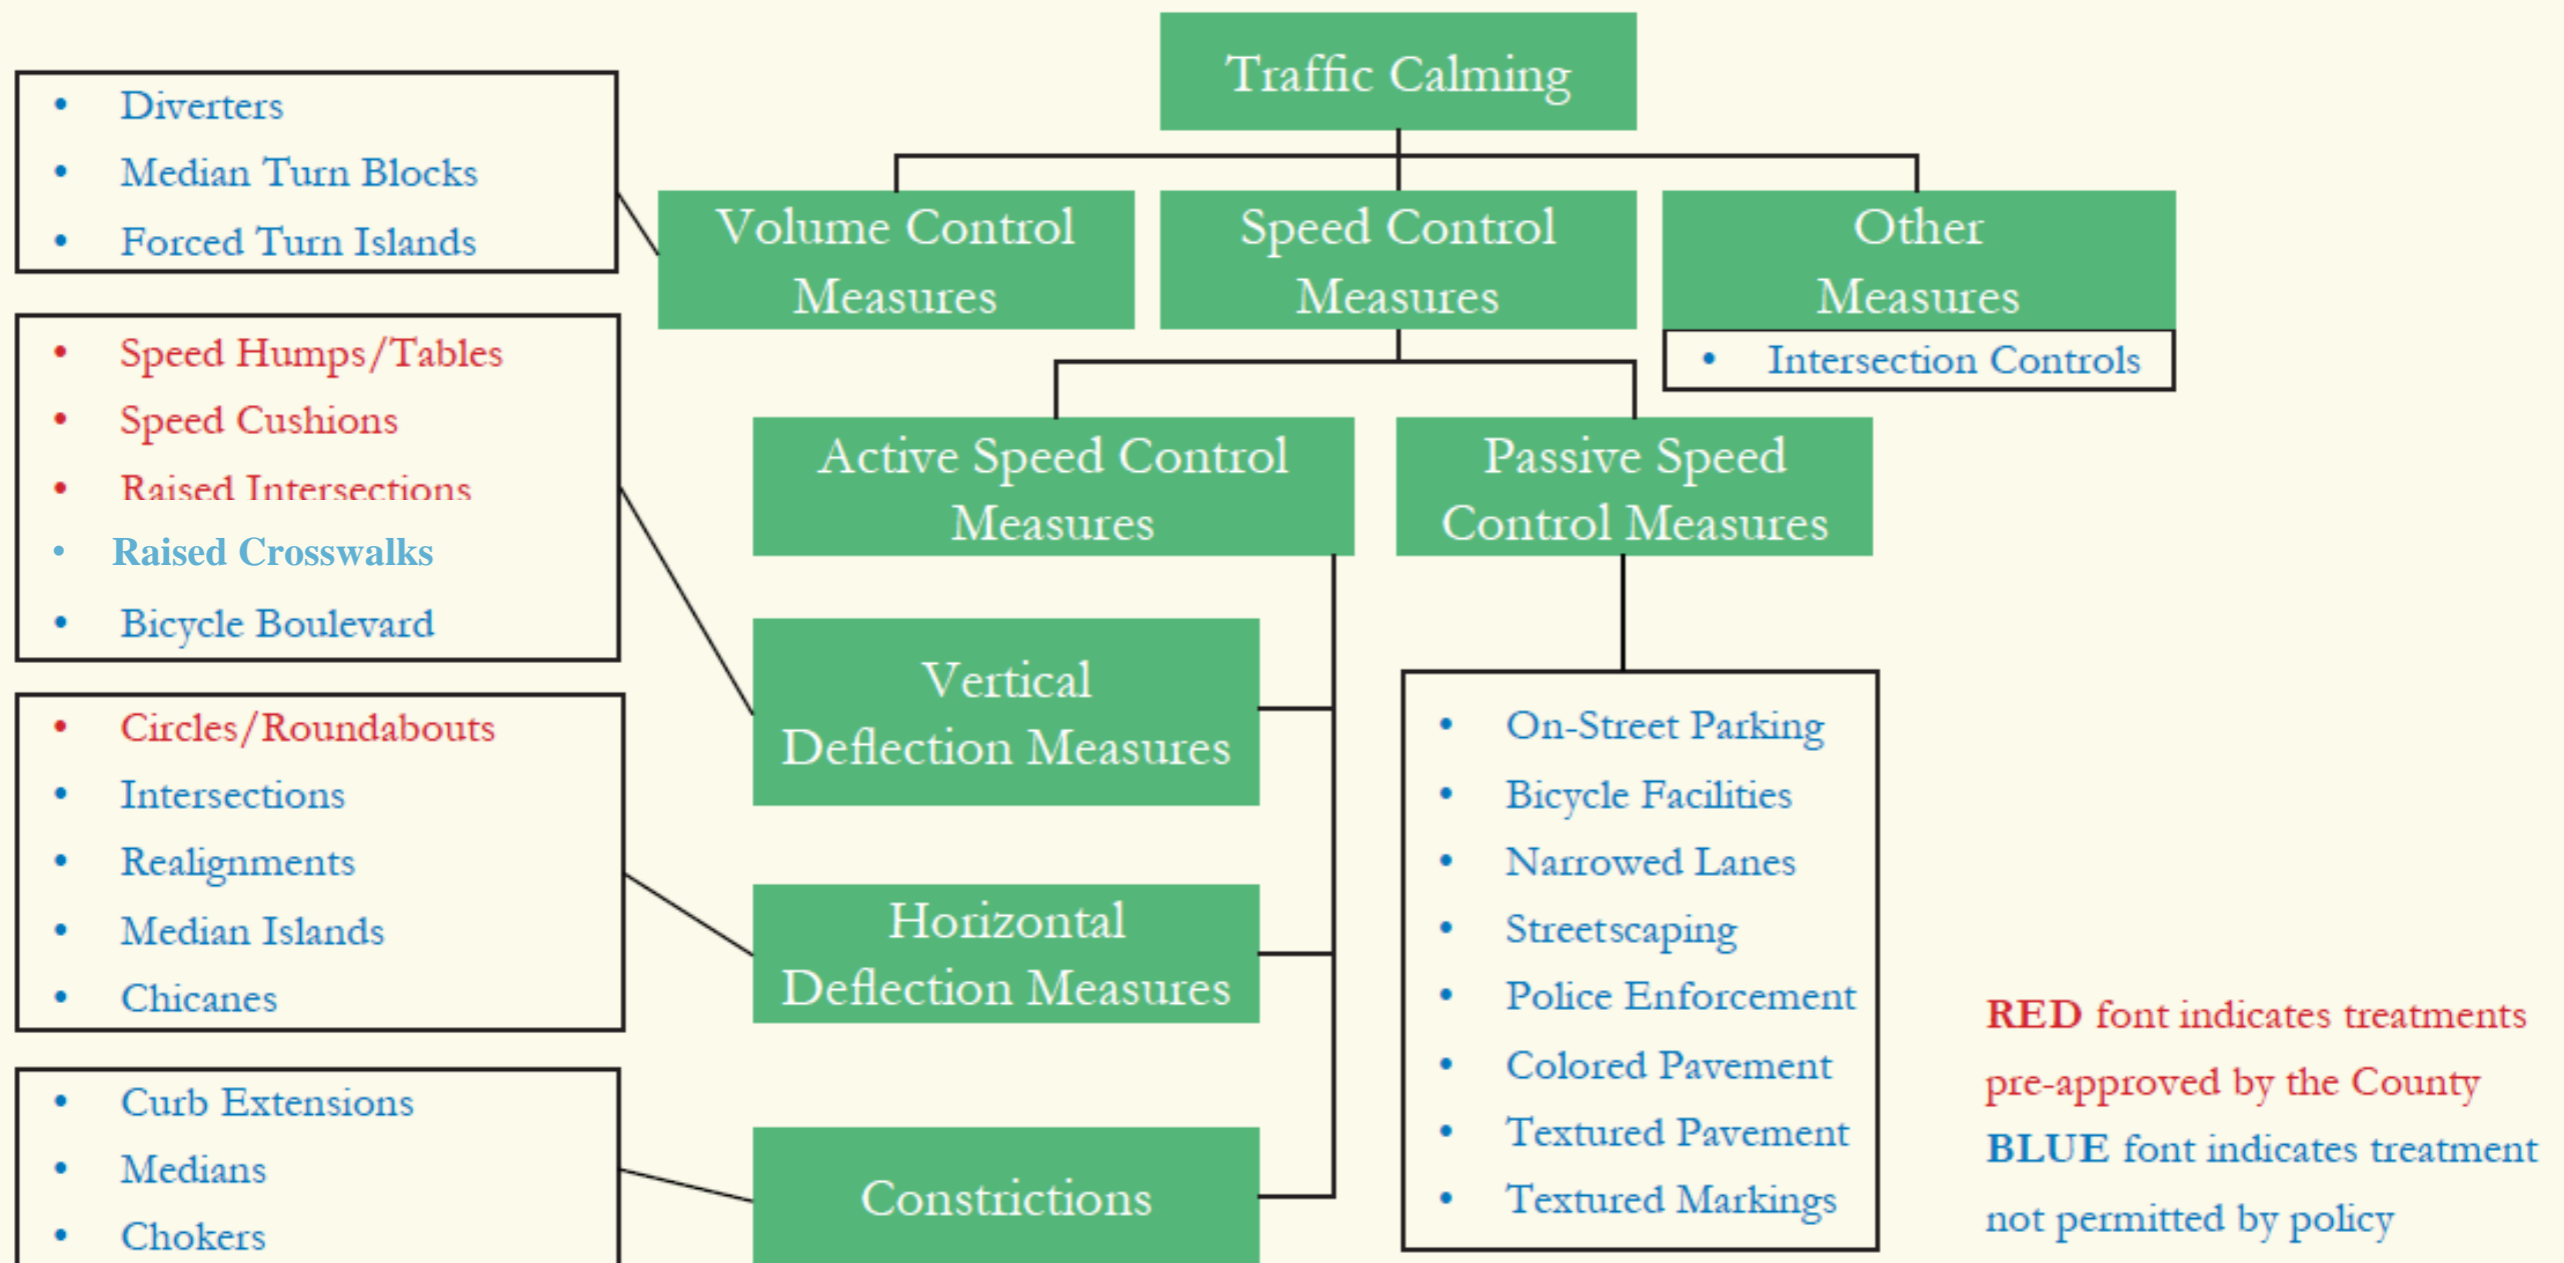 Traffic Calming
• Diverters
• Median Turn Blocks
• Forced Turn Islands
Volume Control
Measures
Speed Control
Measures
Other
Measures
• Intersection Controls
• Speed Humps/Tables
• Speed Cushions
• Raised Intersections
• Raised Crosswalks
• Bicycle Boulevard
Active Speed Control
Measures
Passive Speed
Control Measures
Vertical
Deflection Measures
• Circles/Roundabouts
• Intersections
• Realignments
• Median Islands
• Chicanes
Horizontal
Deflection Measures
• Curb Extensions
• Medians
• Chokers
Constrictions
• On-Street Parking
• Bicycle Facilities
• Narrowed Lanes
• Streetscaping
• Police Enforcement
• Colored Pavement
• Textured Pavement
• Textured Markings
RED font indicates treatments
pre-approved by the County
BLUE font indicates treatment
not permitted by policy